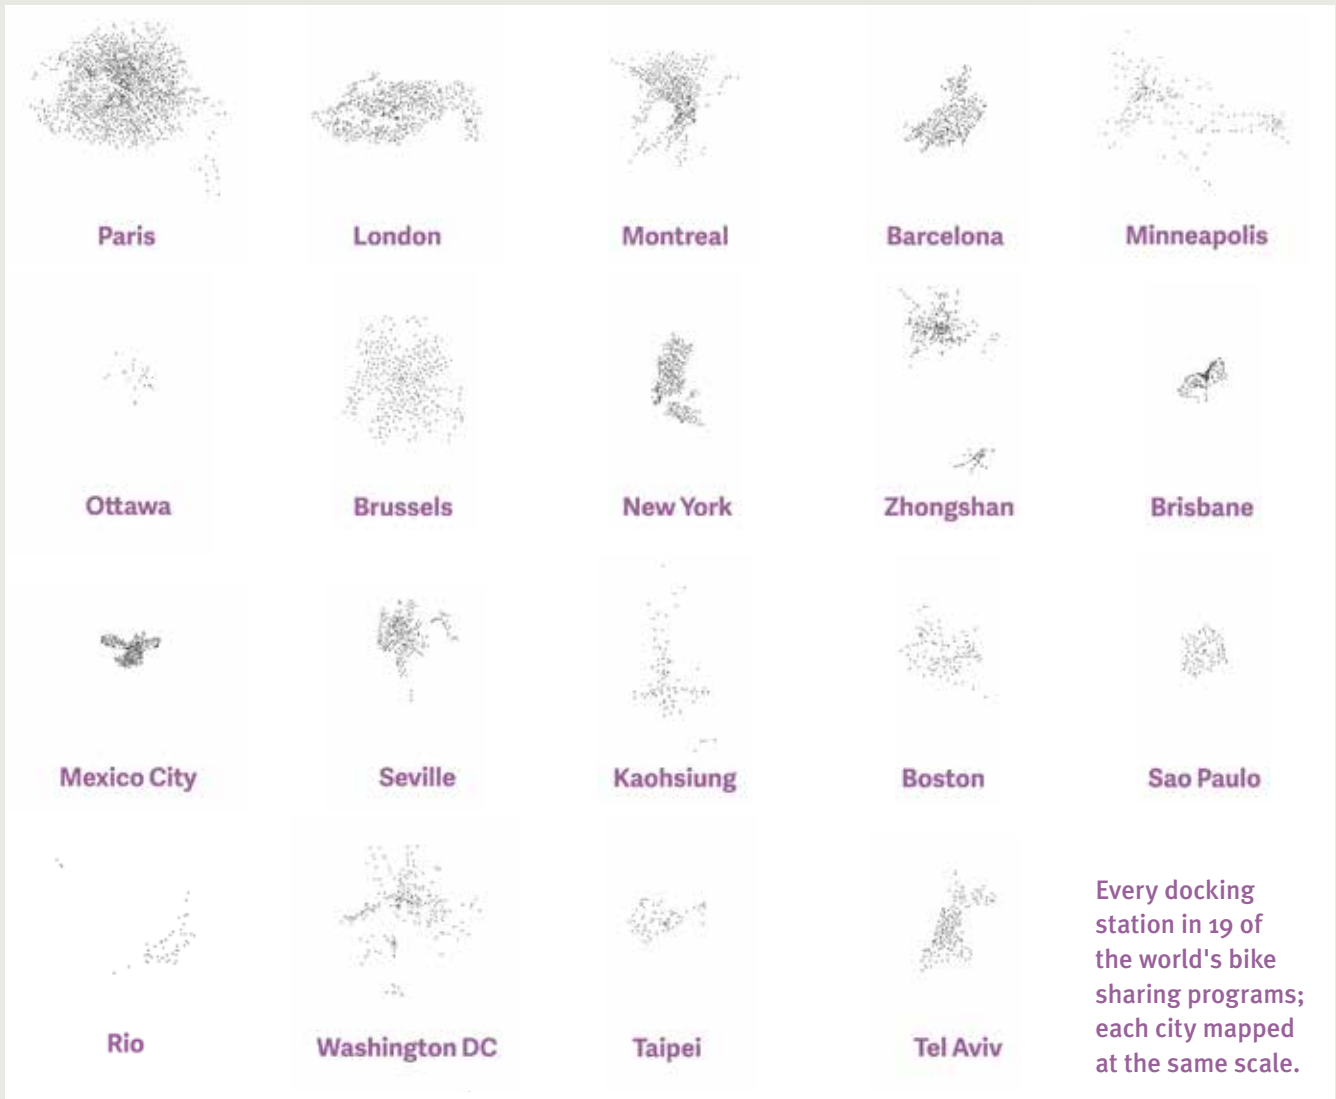 Paris
London
Montreal
Barcelona
Minneapolis
Ottawa
Brussels
New York
Zhongshan
Brisbane
Mexico City
Seville
Kaohsiung
Boston
Sao Paulo
Rio
Washington DC
Taipei
Tel Aviv
Every docking
station in 19 of
the world's bike
sharing programs;
each city mapped
at the same scale.